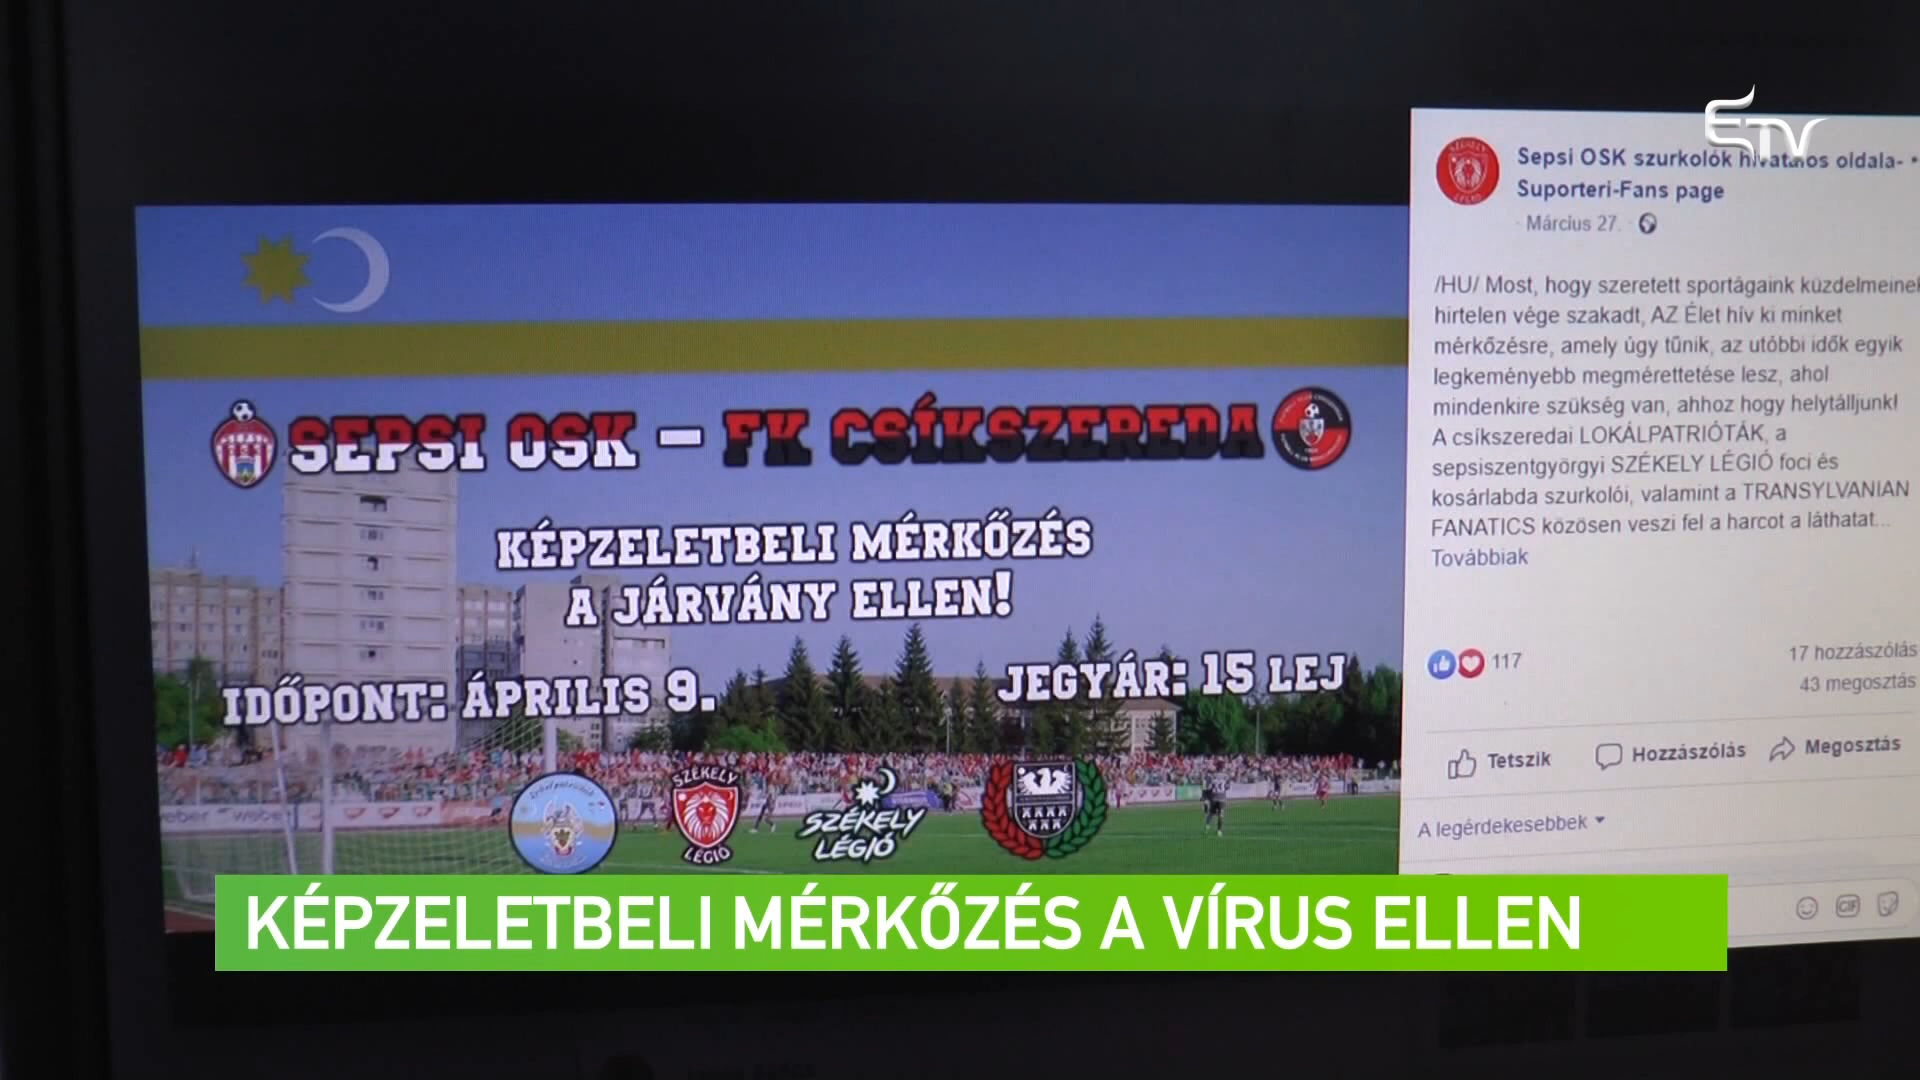 ETV
SEPSI OSK – FK CSÍKSZEREDA
KÉPZELETBELI MÉRKŐZÉS
A JÁRVÁNY ELLEN!
IDŐPONT: ÁPRILIS 9.
JEGYÁR: 15 LEJ
SZÉKELY
LÉGIÓ
SZÉKELY
LÉGIÓ
weber
Sepsi OSK szurkolók hivatalos oldala- •
Suporteri-Fans page
· Március 27. ·
/HU/ Most, hogy szeretett sportágaink küzdelmeinek
hirtelen vége szakadt, AZ Élet hív ki minket
mérkőzésre, amely úgy tűnik, az utóbbi idők egyik
legkeményebb megmérettetése lesz, ahol
mindenkire szükség van, ahhoz hogy helytálljunk!
A csíkszeredai LOKÁLPATRIÓTÁK, a
sepsiszentgyörgyi SZÉKELY LÉGIÓ foci és
kosárlabda szurkolói, valamint a TRANSYLVANIAN
FANATICS közösen veszi fel a harcot a láthatat...
Továbbiak
117
17 hozzászólás
43 megosztás
Tetszik
Hozzászólás
Megosztás
A legérdekesebbek
GIF
KÉPZELETBELI MÉRKŐZÉS A VÍRUS ELLEN